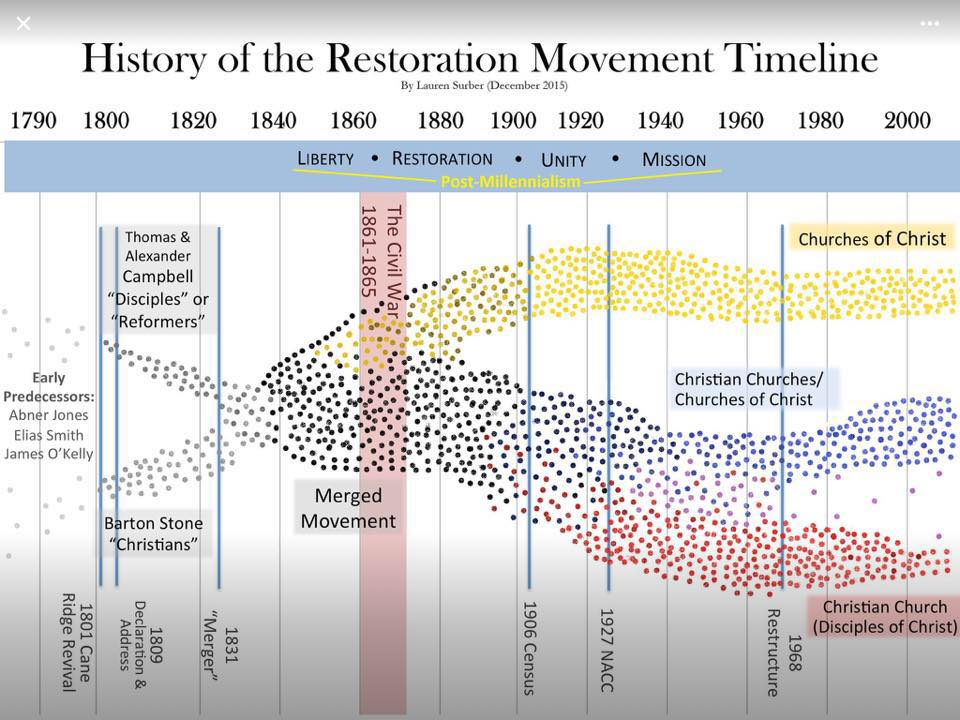 History of the Restoration Movement Timeline
By Lauren Surber (December 2015)
1790 1800 1820 1840 1860 1880 1900 1920 1940 1960 1980 2000
LIBERTY • RESTORATION • UNITY • MISSION
Post-Millennialism
The Civil War
1861-1865
Thomas &
Alexander
Campbell
“Disciples” or
“Reformers”
Churches of Christ
Early
Predecessors:
Abner Jones
Elias Smith
James O’Kelly
Christian Churches/
Churches of Christ
Merged
Movement
Barton Stone
“Christians”
1801 Cane
Ridge Revival
1809
Declaration &
Address
1831
“Merger”
1906 Census
1927 NACC
1968
Restructure
Christian Church
(Disciples of Christ)